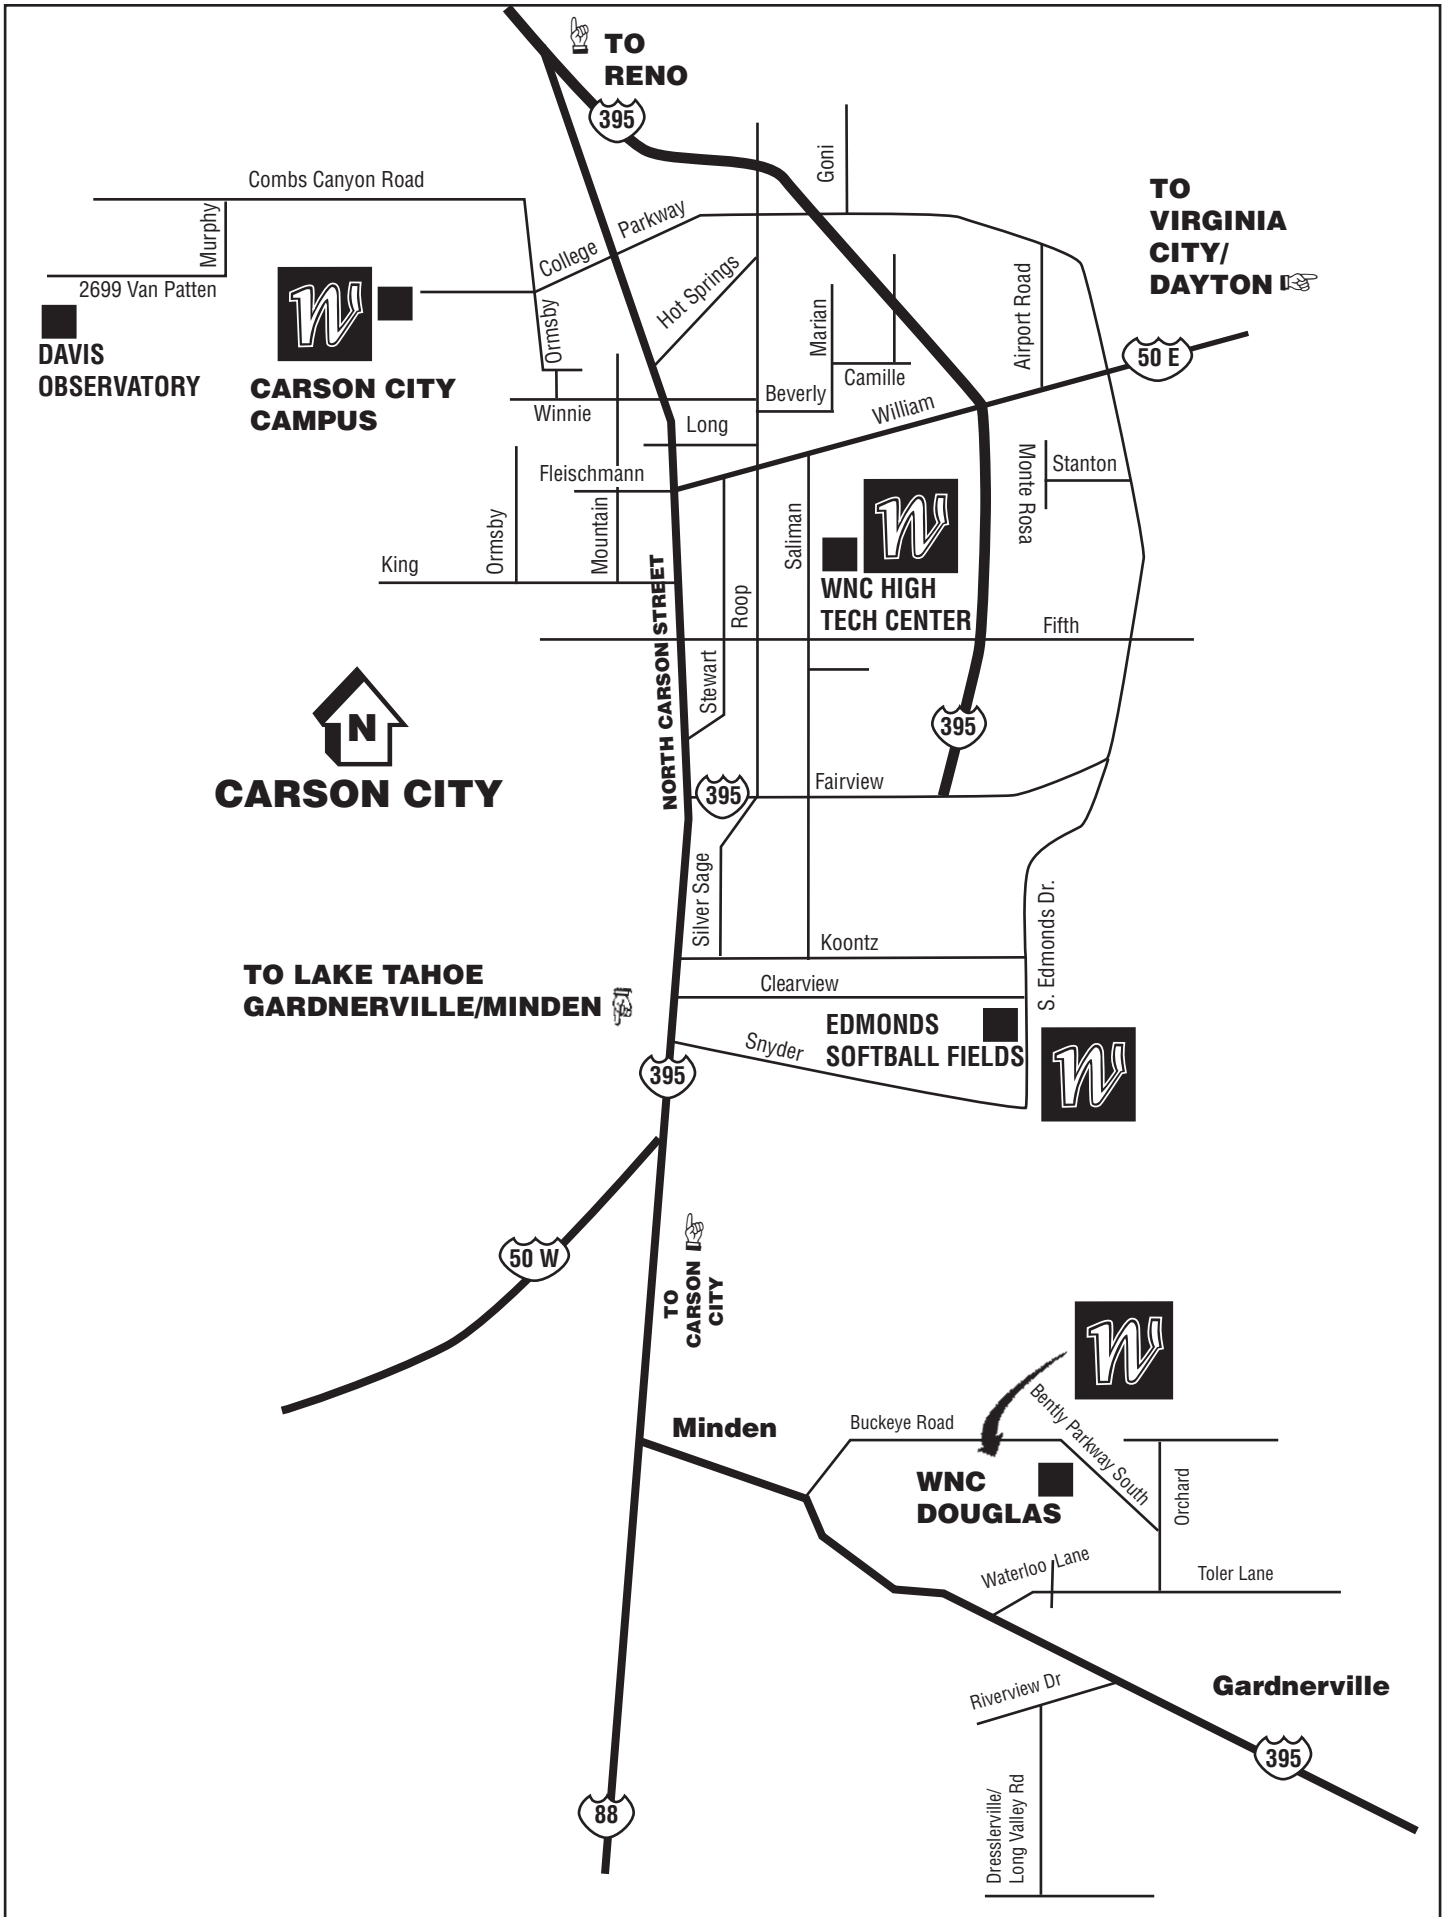 TO
RENO
395
Goni
Combs Canyon Road
Murphy
TO
VIRGINIA
CITY/
DAYTON
College Parkway
2699 Van Patten
DAVIS
OBSERVATORY
W
CARSON CITY
CAMPUS
Ormsby
Hot Springs
Marian
Airport Road
50 E
Camille
Beverly
William
Winnie
Long
Fleischmann
Monte Rosa
Stanton
Ormsby
Mountain
Saliman
W
WNC HIGH
TECH CENTER
King
NORTH CARSON STREET
Roop
Fifth
Stewart
N
CARSON CITY
395
395
Fairview
Silver Sage
Koontz
S. Edmonds Dr.
TO LAKE TAHOE
GARDNERVILLE/MINDEN
Clearview
EDMONDS
SOFTBALL FIELDS
Snyder
W
395
50 W
TO
CARSON
CITY
W
Minden
Buckeye Road
Bently Parkway South
WNC
DOUGLAS
Orchard
Waterloo Lane
Toler Lane
Riverview Dr
Gardnerville
395
Dresslerville/
Long Valley Rd
88